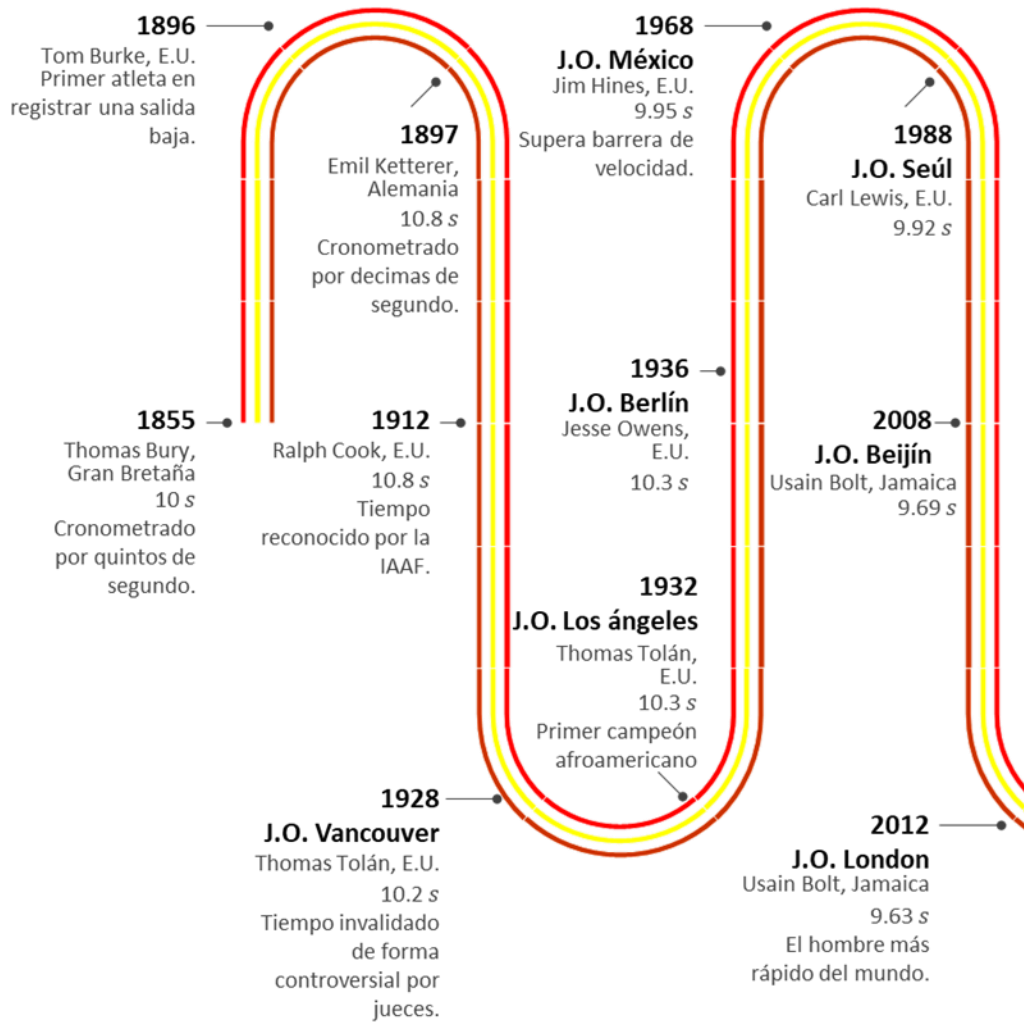 1855
Thomas Bury,
Gran Bretaña
10 s
Cronometrado
por quintos de
segundo.
1896
Tom Burke, E.U.
Primer atleta en
registrar una salida
baja.
1897
Emil Ketterer,
Alemania
10.8 s
Cronometrado
por decimas de
segundo.
1912
Ralph Cook, E.U.
10.8 s
Tiempo
reconocido por la
IAAF.
1928
J.O. Vancouver
Thomas Tolán, E.U.
10.2 s
Tiempo invalidado
de forma
controversial por
jueces.
1932
J.O. Los ángeles
Thomas Tolán,
E.U.
10.3 s
Primer campeón
afroamericano
1936
J.O. Berlín
Jesse Owens,
E.U.
10.3 s
1968
J.O. México
Jim Hines, E.U.
9.95 s
Supera barrera de
velocidad.
1988
J.O. Seúl
Carl Lewis, E.U.
9.92 s
2008
J.O. Beijín
Usain Bolt, Jamaica
9.69 s
2012
J.O. London
Usain Bolt, Jamaica
9.63 s
El hombre más
rápido del mundo.